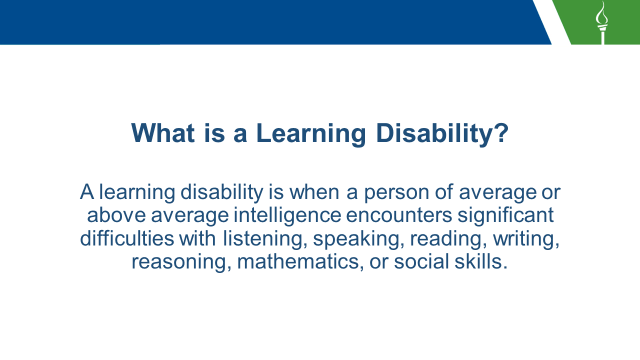 What is a Learning Disability?
A learning disability is when a person of average or
above average intelligence encounters significant
difficulties with listening, speaking, reading, writing,
reasoning, mathematics, or social skills.